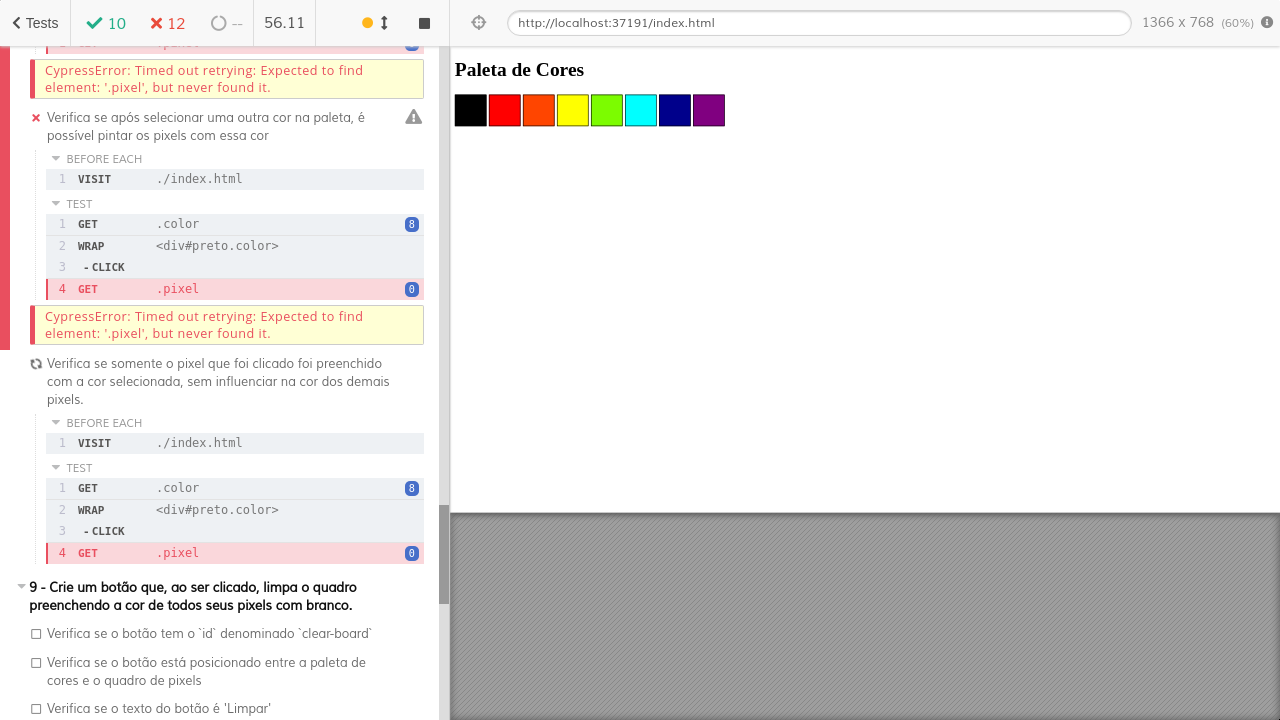 Tests 10 12 -- 56.11 http://localhost:37191/index.html 1366 x 768 (60%)
CypressError: Timed out retrying: Expected to find
element: '.pixel', but never found it.
Verifica se após selecionar uma outra cor na paleta, é
possível pintar os pixels com essa cor
BEFORE EACH
1 VISIT ./index.html
TEST
1 GET .color 8
2 WRAP <div#preto.color>
3 - CLICK
4 GET .pixel 0
CypressError: Timed out retrying: Expected to find
element: '.pixel', but never found it.
Verifica se somente o pixel que foi clicado foi preenchido
com a cor selecionada, sem influenciar na cor dos demais
pixels.
BEFORE EACH
1 VISIT ./index.html
TEST
1 GET .color 8
2 WRAP <div#preto.color>
3 - CLICK
4 GET .pixel 0
9 - Crie um botão que, ao ser clicado, limpa o quadro
preenchendo a cor de todos seus pixels com branco.
Verifica se o botão tem o `id` denominado `clear-board`
Verifica se o botão está posicionado entre a paleta de
cores e o quadro de pixels
Verifica se o texto do botão é 'Limpar'
Paleta de Cores